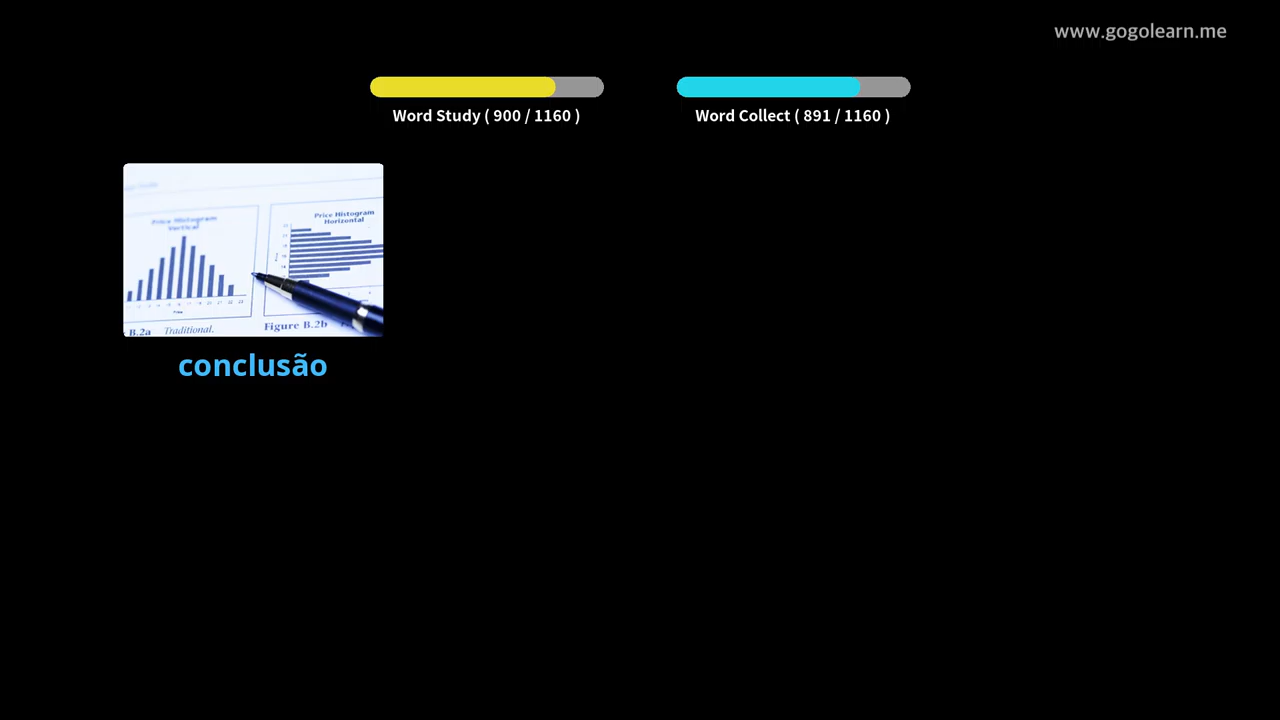 www.gogolearn.me
Word Study ( 900 / 1160 )
Word Collect ( 891 / 1160 )
Price Histogram
Vertical
Price Histogram
Horizontal
Price
B.2a Traditional.
Figure B.2b
conclusão